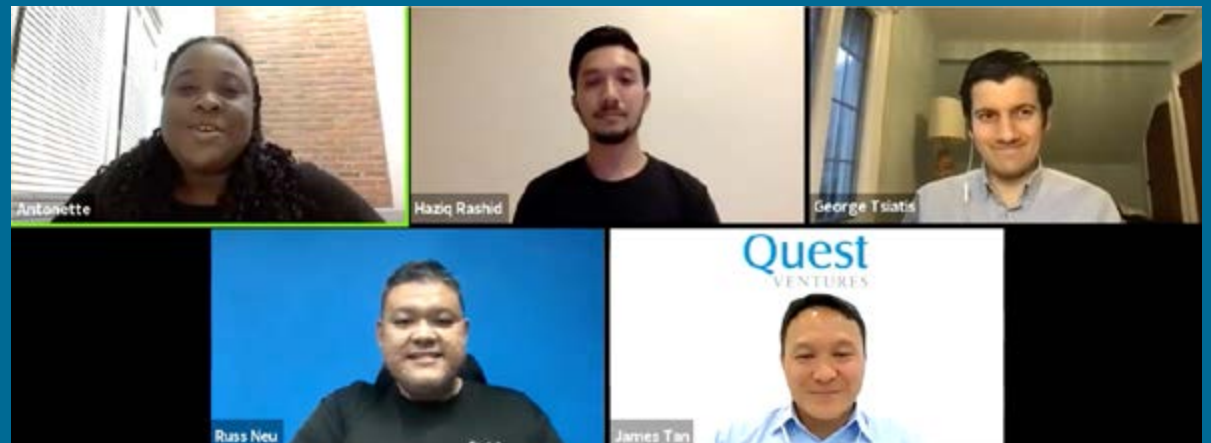 Antonette
Haziq Rashid
George Tsiatis
Quest
VENTURES
Russ Neu
James Tan